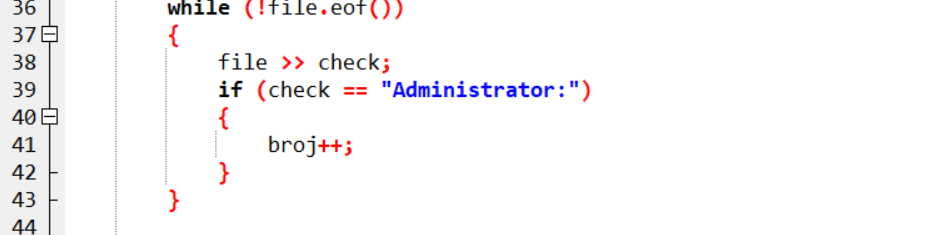 36 while (!file.eof())
37 {
38 file >> check;
39 if (check == "Administrator:")
40 {
41 broj++;
42 }
43 }
44